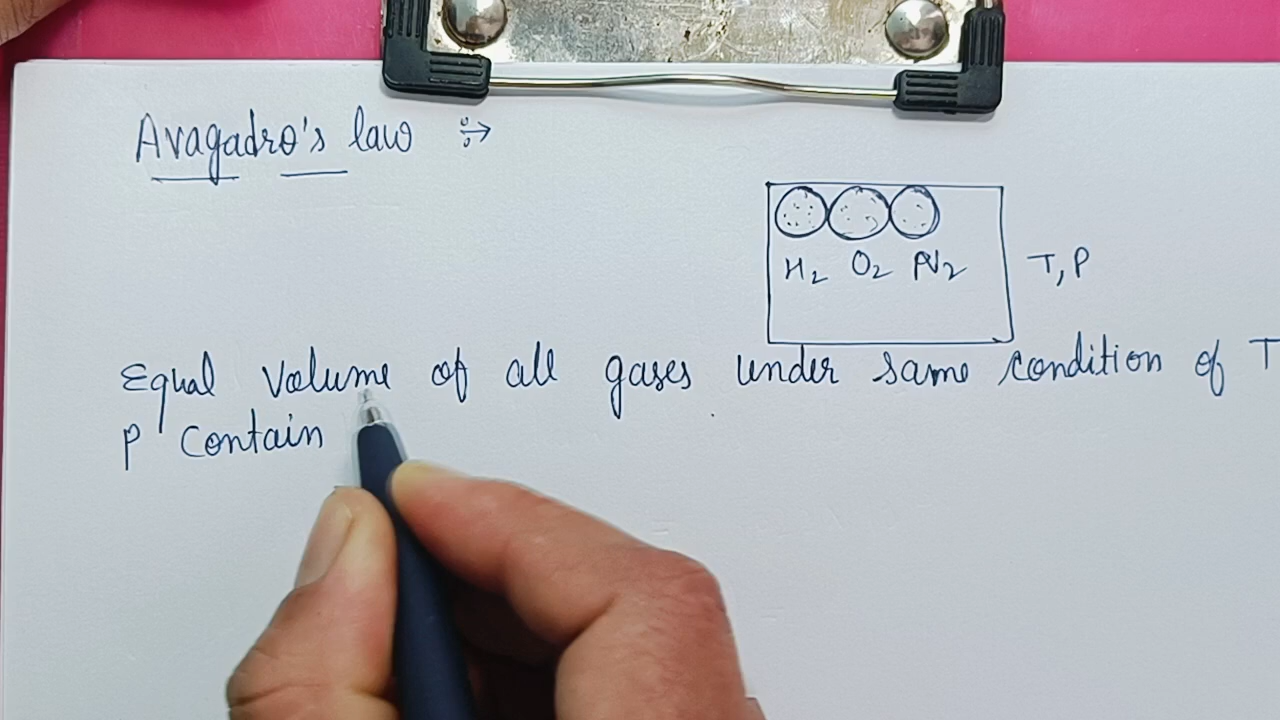 Avagadro's law
H2 O2 N2 T, P
Equal volume of all gases under same condition of T
P contain